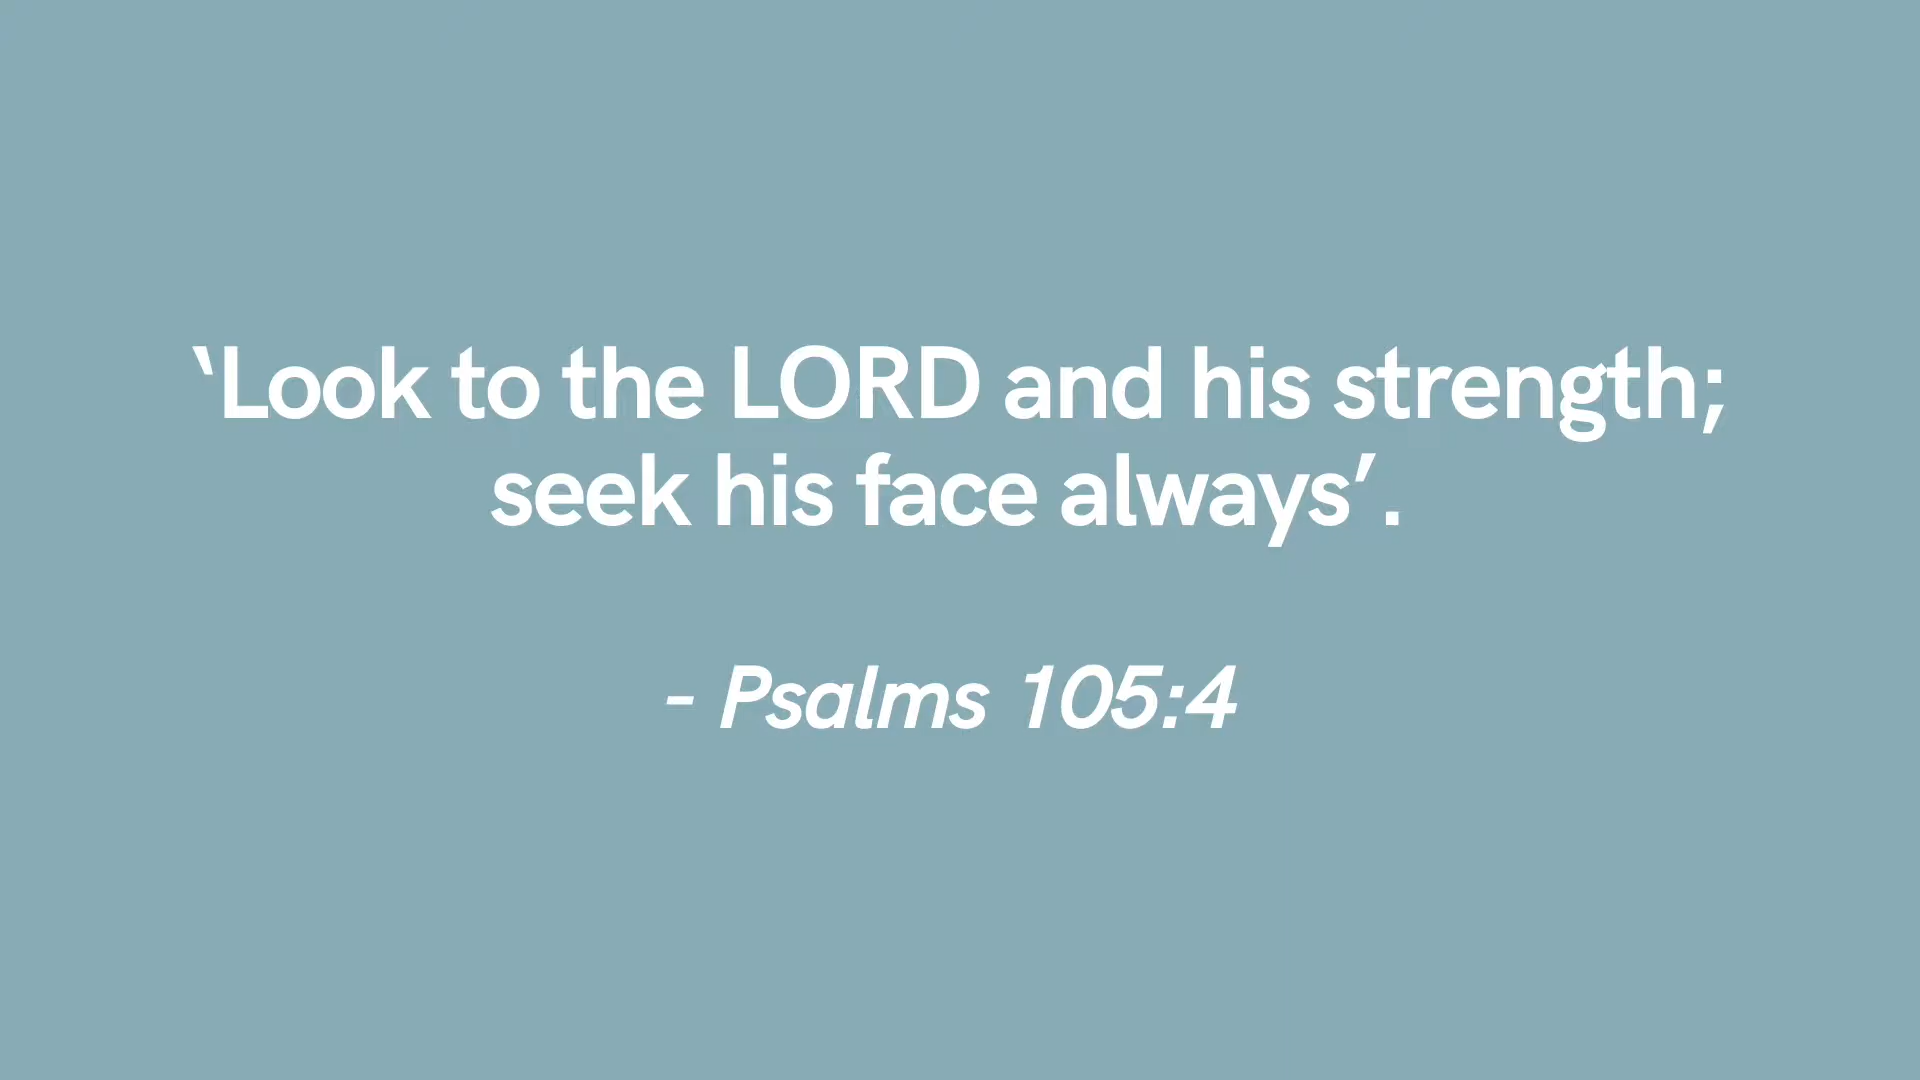 ‘Look to the LORD and his strength;
seek his face always’.
- Psalms 105:4